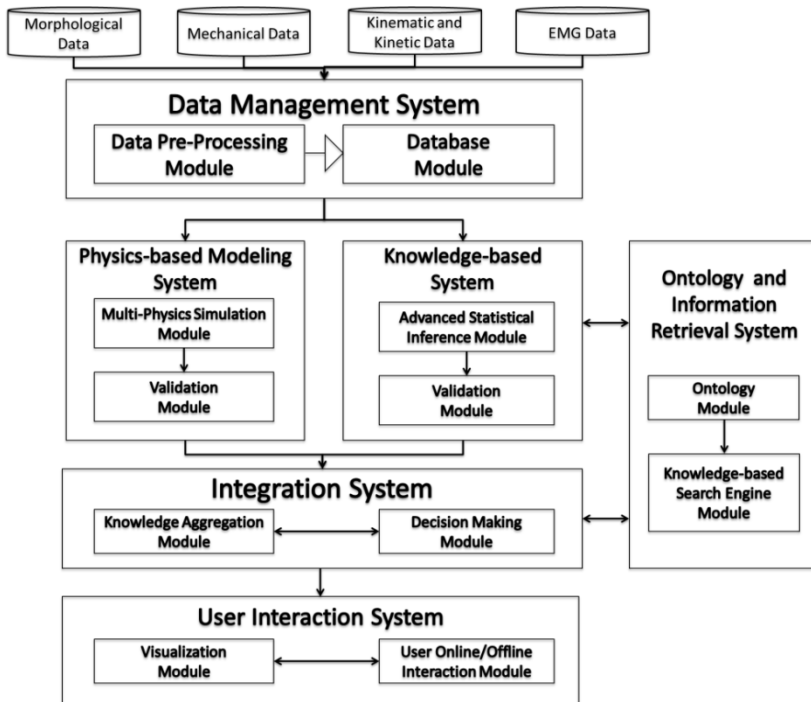 Morphological
Data
Mechanical Data
Kinematic and
Kinetic Data
EMG Data
Data Management System
Data Pre-Processing
Module
Database
Module
Physics-based Modeling
System
Multi-Physics Simulation
Module
Validation
Module
Knowledge-based
System
Advanced Statistical
Inference Module
Validation
Module
Ontology and
Information
Retrieval System
Ontology
Module
Knowledge-based
Search Engine
Module
Integration System
Knowledge Aggregation
Module
Decision Making
Module
User Interaction System
Visualization
Module
User Online/Offline
Interaction Module